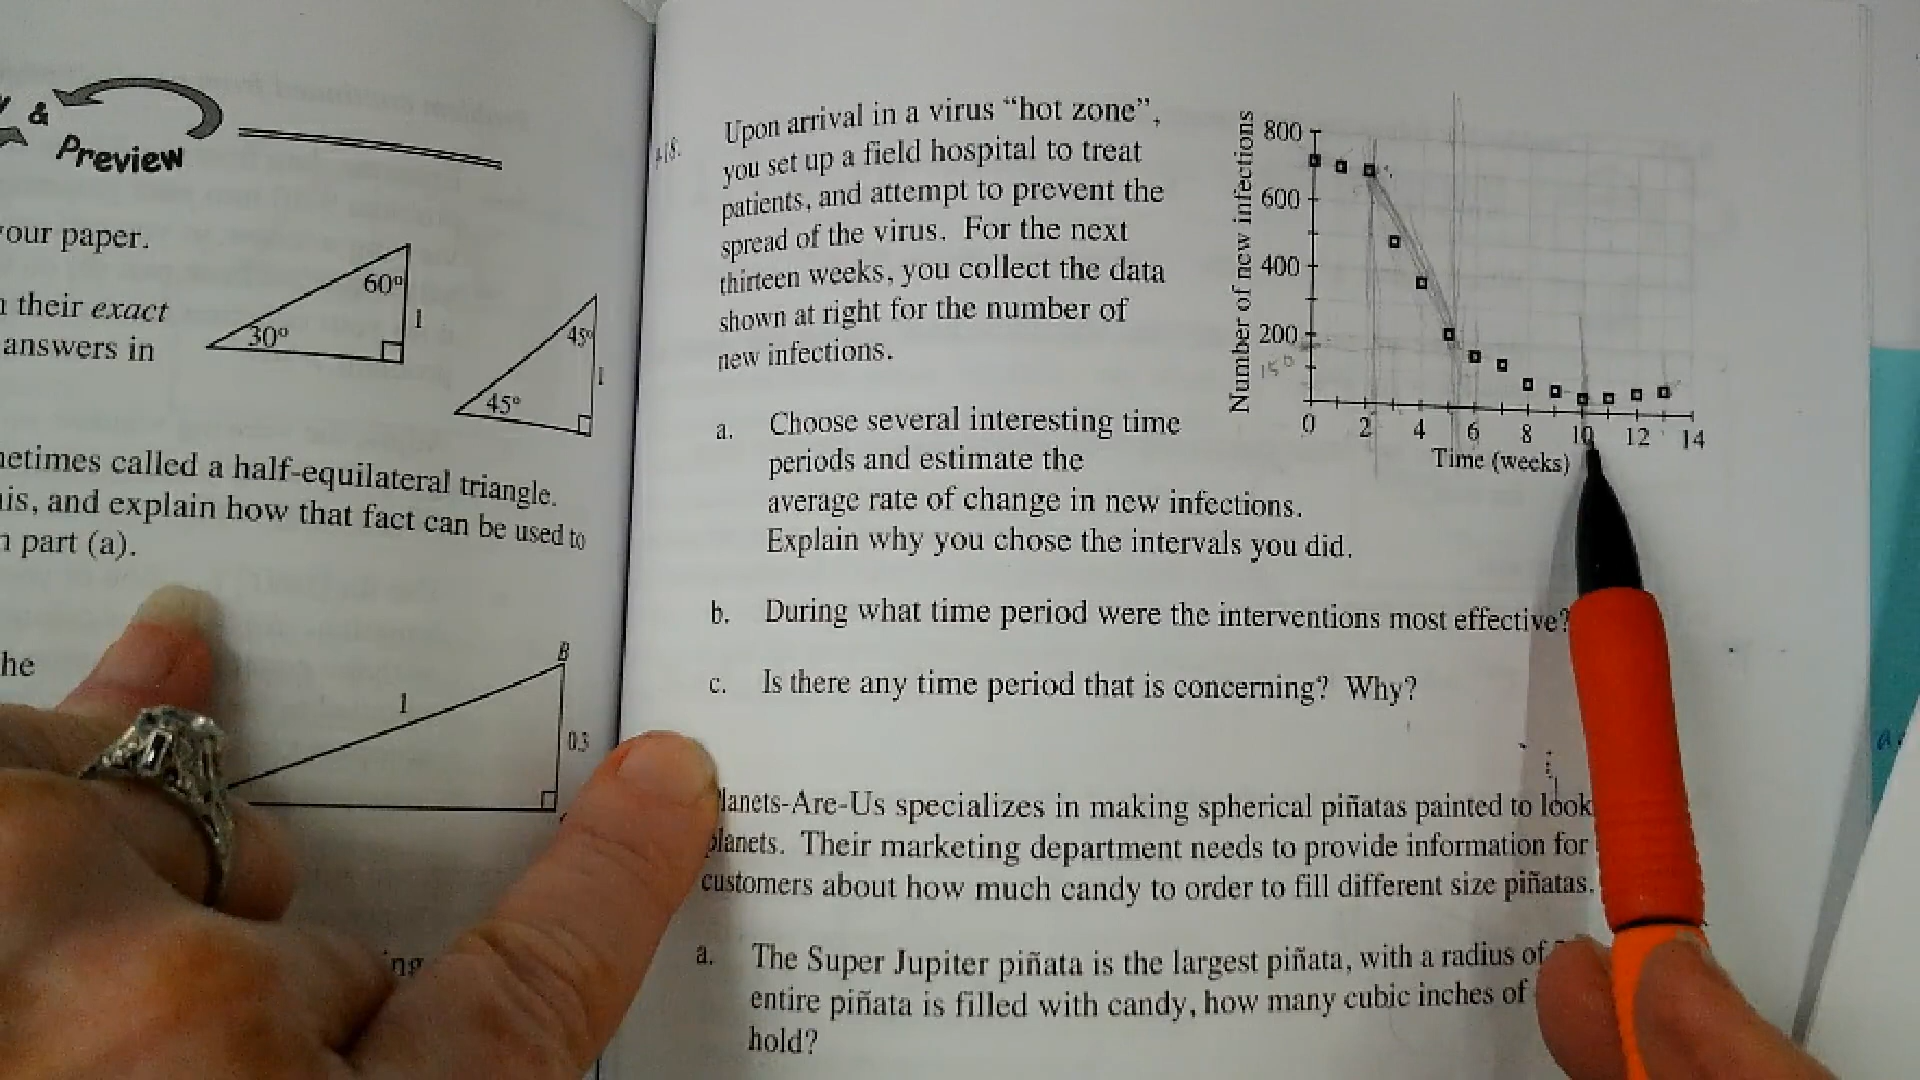 &
Preview
our paper.
their exact
answers in
60°
30°
1
45°
45°
1
metimes called a half-equilateral triangle.
is, and explain how that fact can be used to
part (a).
he
B
1
0.3
ing
Upon arrival in a virus “hot zone”,
you set up a field hospital to treat
patients, and attempt to prevent the
spread of the virus. For the next
thirteen weeks, you collect the data
shown at right for the number of
new infections.
Number of new infections
800
600
400
200
150
0 2 4 6 8 10 12 14
Time (weeks)
a. Choose several interesting time
periods and estimate the
average rate of change in new infections.
Explain why you chose the intervals you did.
b. During what time period were the interventions most effective?
c. Is there any time period that is concerning? Why?
lanets-Are-Us specializes in making spherical piñatas painted to look
planets. Their marketing department needs to provide information for
customers about how much candy to order to fill different size piñatas.
a. The Super Jupiter piñata is the largest piñata, with a radius of
entire piñata is filled with candy, how many cubic inches of
hold?